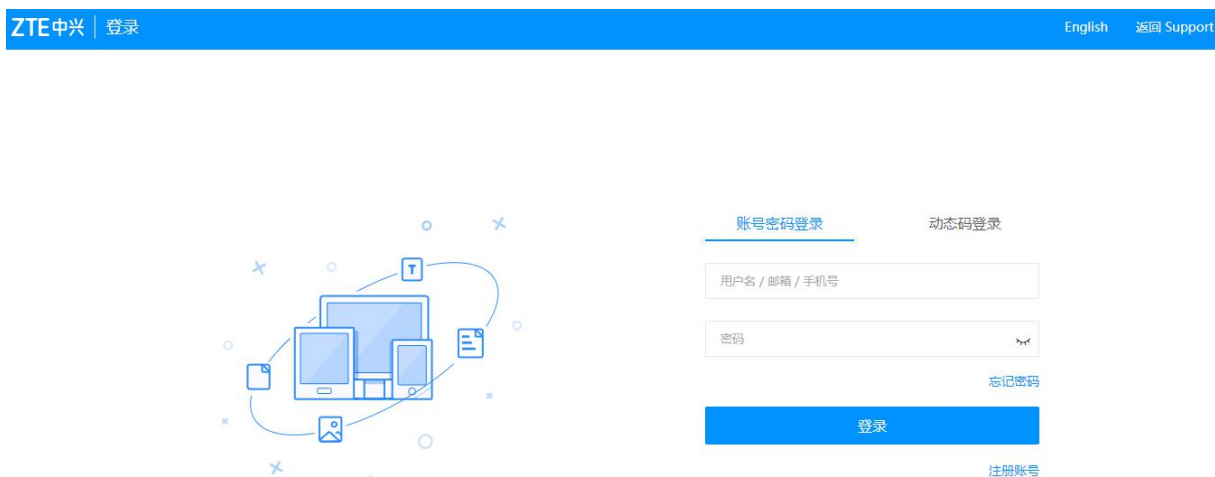 ZTE中兴 | 登录
English 返回 Support
账号密码登录 动态码登录
T
用户名 / 邮箱 / 手机号
密码
忘记密码
登录
注册账号